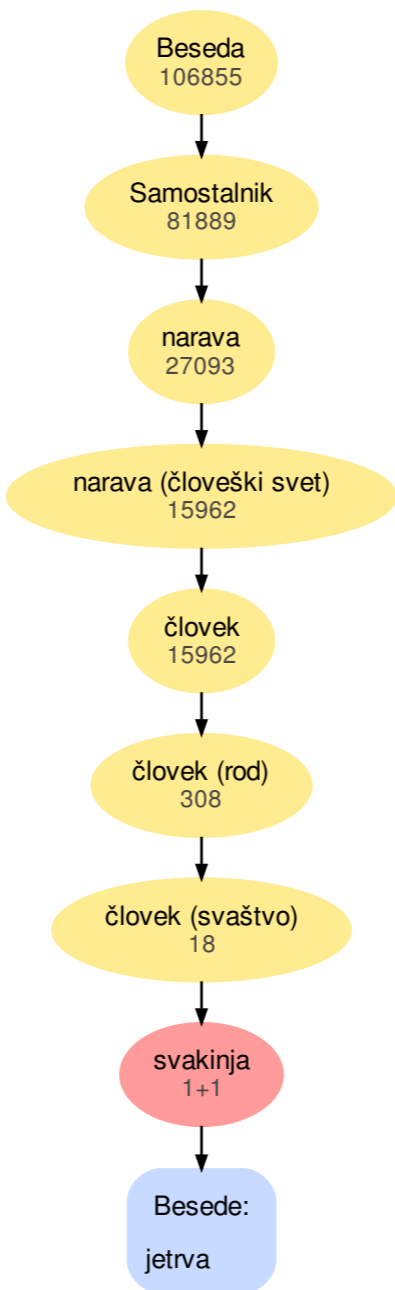 Beseda
106855
Samostalnik
81889
narava
27093
narava (človeški svet)
15962
človek
15962
človek (rod)
308
človek (svaštvo)
18
svakinja
1+1
Besede:
jetrva